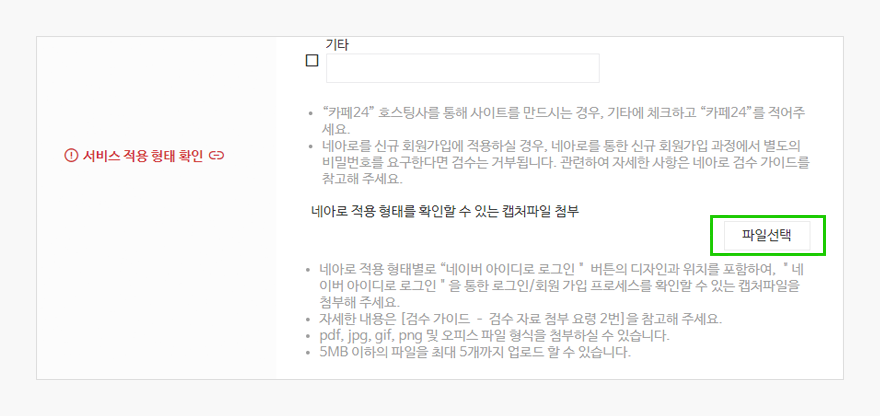 기타
서비스 적용 형태 확인
• “카페24” 호스팅사를 통해 사이트를 만드시는 경우, 기타에 체크하고 “카페24”를 적어주
세요.
• 네아로를 신규 회원가입에 적용하실 경우, 네아로를 통한 신규 회원가입 과정에서 별도의
비밀번호를 요구한다면 검수는 거부됩니다. 관련하여 자세한 사항은 네아로 검수 가이드를
참고해 주세요.
네아로 적용 형태를 확인할 수 있는 캡처파일 첨부
파일선택
• 네아로 적용 형태별로 “네이버 아이디로 로그인 " 버튼의 디자인과 위치를 포함하여, " 네
이버 아이디로 로그인 " 을 통한 로그인/회원 가입 프로세스를 확인할 수 있는 캡처파일을
첨부해 주세요.
• 자세한 내용은 [검수 가이드 – 검수 자료 첨부 요령 2번]을 참고해 주세요.
• pdf, jpg, gif, png 및 오피스 파일 형식을 첨부하실 수 있습니다.
• 5MB 이하의 파일을 최대 5개까지 업로드 할 수 있습니다.